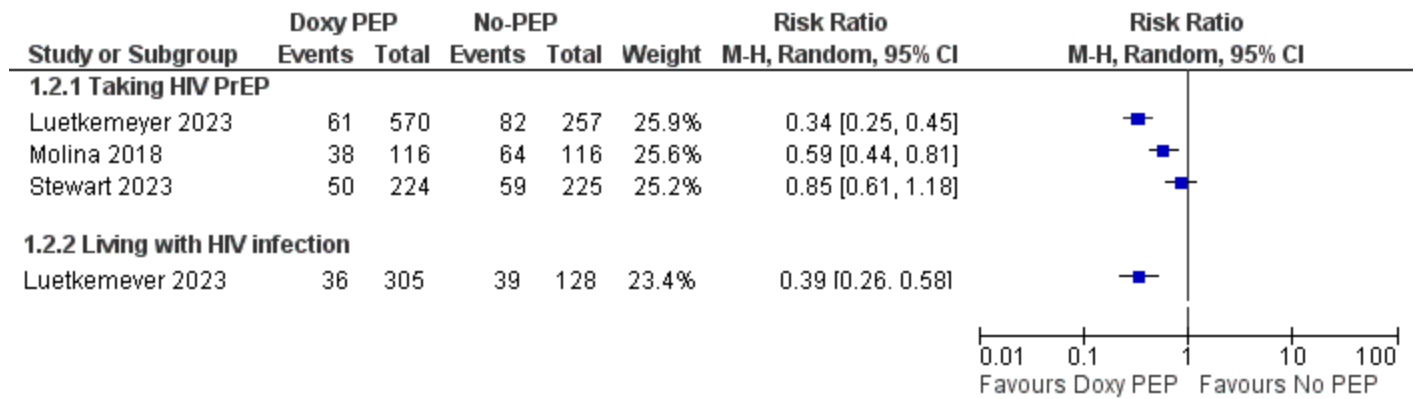 Doxy PEP No-PEP Risk Ratio Risk Ratio
Study or Subgroup Events Total Events Total Weight M-H, Random, 95% CI M-H, Random, 95% CI
1.2.1 Taking HIV PrEP
Luetkemeyer 2023 61 570 82 257 25.9% 0.34 [0.25, 0.45]
Molina 2018 38 116 64 116 25.6% 0.59 [0.44, 0.81]
Stewart 2023 50 224 59 225 25.2% 0.85 [0.61, 1.18]
1.2.2 Living with HIV infection
Luetkemeyer 2023 36 305 39 128 23.4% 0.39 [0.26, 0.58]
0.01 0.1 1 10 100
Favours Doxy PEP Favours No PEP